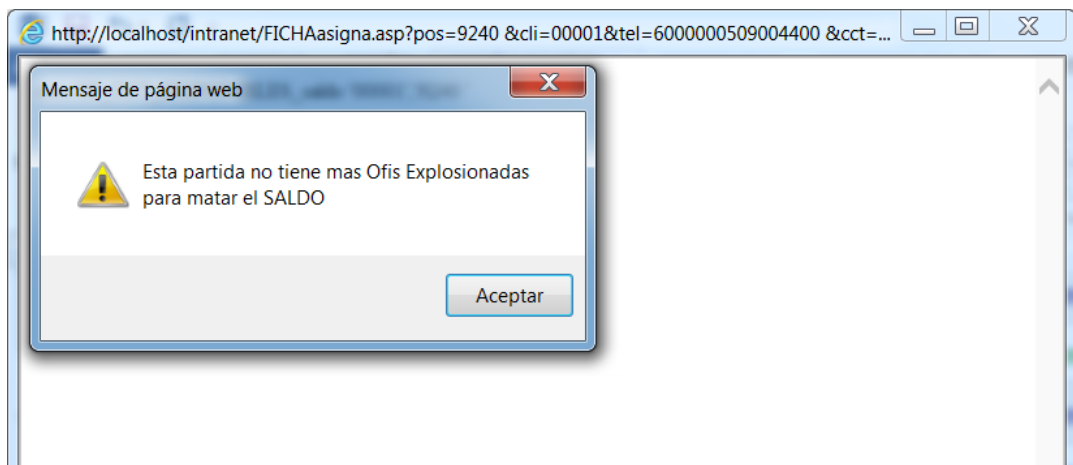 http://localhost/intranet/FICHAasigna.asp?pos=9240 &cli=00001&tel=6000000509004400 &cct=...
Mensaje de página web
Esta partida no tiene mas Ofis Explosionadas
para matar el SALDO
Aceptar